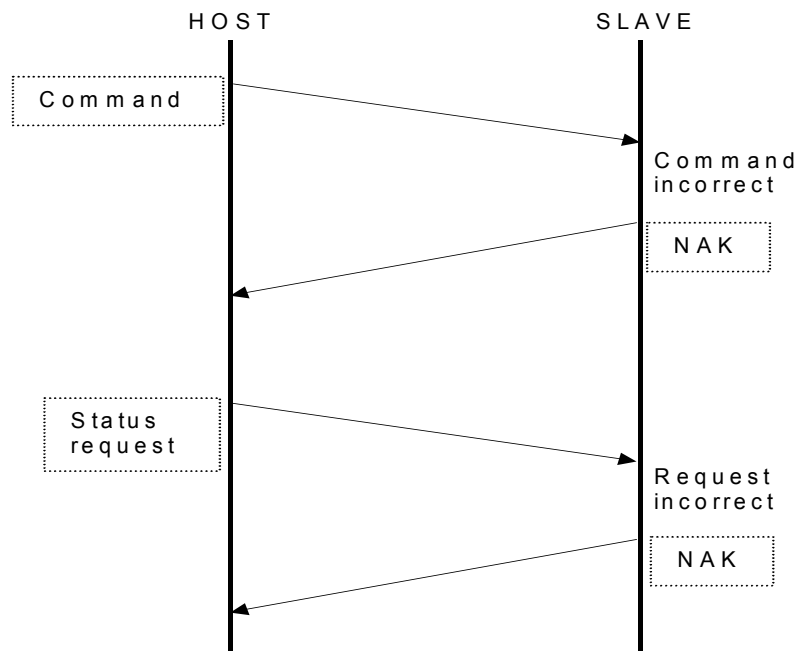 HOST
SLAVE
Command
Command
incorrect
NAK
Status
request
Request
incorrect
NAK